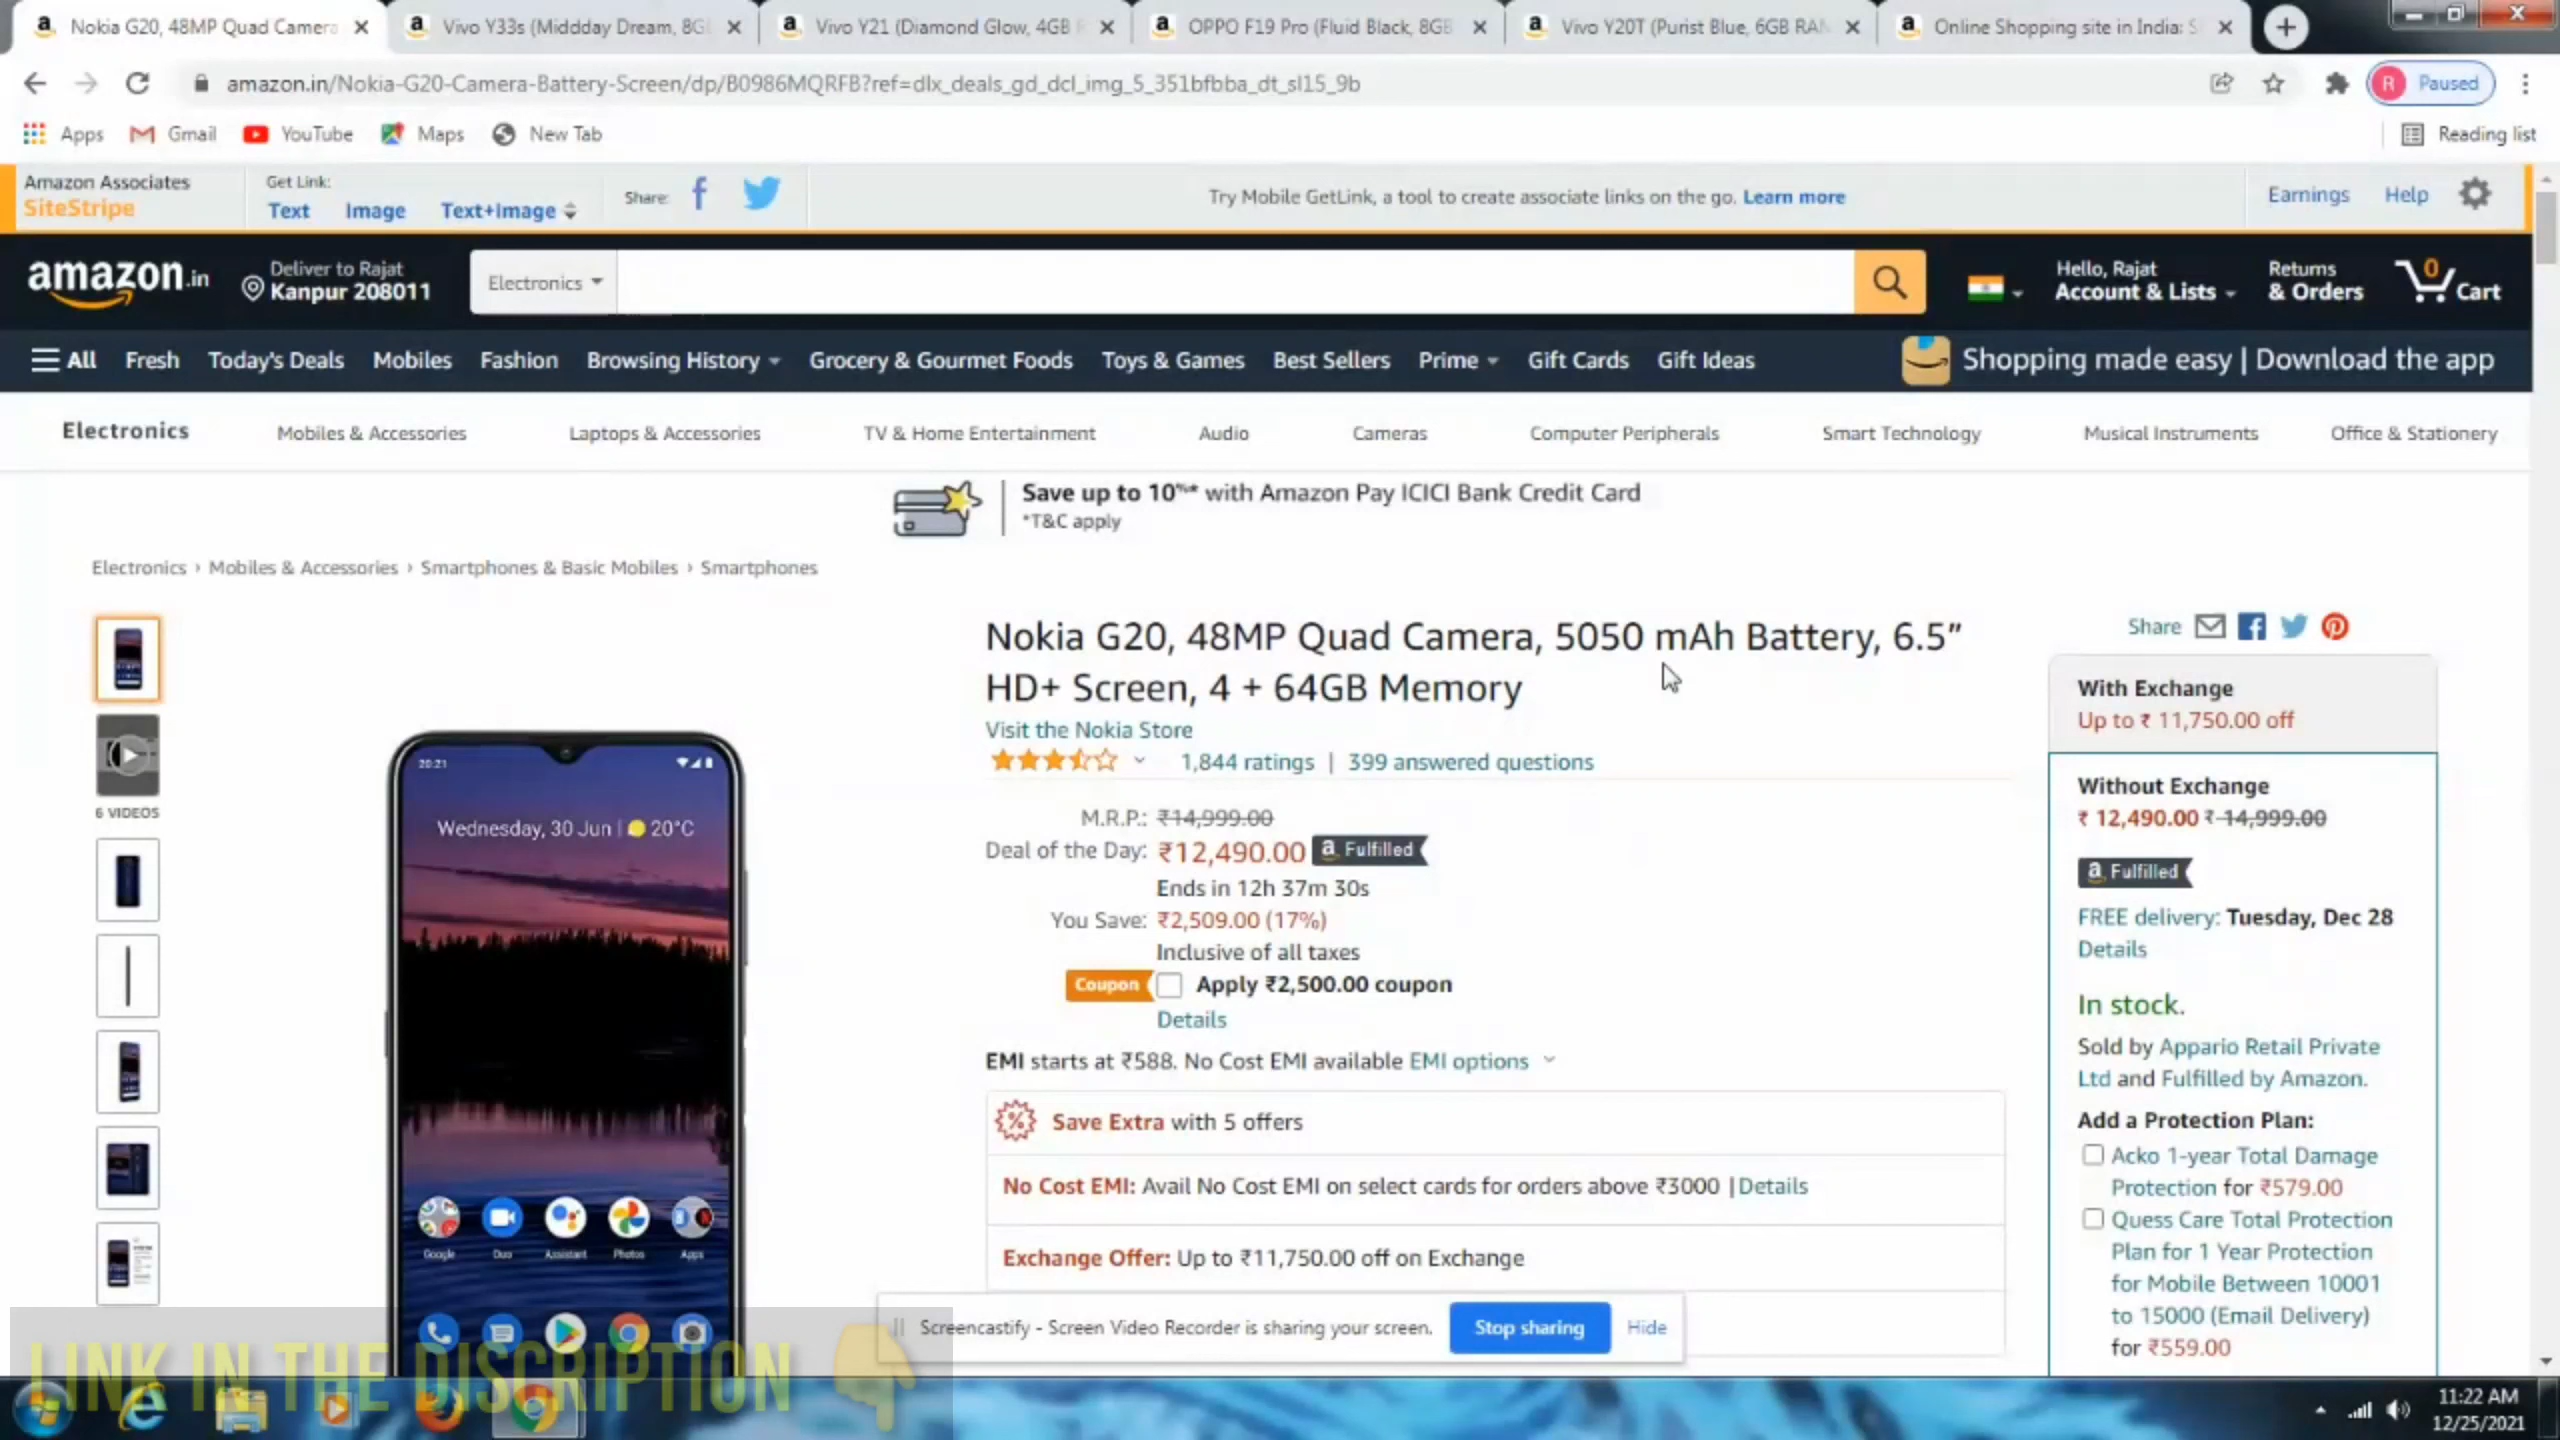 Nokia G20, 48MP Quad Camera
Vivo Y33s (Middday Dream, 8G
Vivo Y21 (Diamond Glow, 4GB
OPPO F19 Pro (Fluid Black, 8GB
Vivo Y20T (Purist Blue, 6GB RAM
Online Shopping site in India: S
amazon.in/Nokia-G20-Camera-Battery-Screen/dp/B0986MQRFB?ref=dlx_deals_gd_dcl_img_5_351bfbba_dt_sl15_9b
R Paused
Apps
Gmail
YouTube
Maps
New Tab
Reading list
Amazon Associates
SiteStripe
Get Link:
Text Image Text+Image
Share:
Try Mobile GetLink, a tool to create associate links on the go. Learn more
Earnings Help
amazon.in
Deliver to Rajat
Kanpur 208011
Electronics
Hello, Rajat
Account & Lists
Returns
& Orders
0
Cart
All Fresh Today's Deals Mobiles Fashion Browsing History Grocery & Gourmet Foods Toys & Games Best Sellers Prime Gift Cards Gift Ideas
Shopping made easy | Download the app
Electronics Mobiles & Accessories Laptops & Accessories TV & Home Entertainment Audio Cameras Computer Peripherals Smart Technology Musical Instruments Office & Stationery
Save up to 10%* with Amazon Pay ICICI Bank Credit Card
*T&C apply
Electronics › Mobiles & Accessories › Smartphones & Basic Mobiles › Smartphones
6 VIDEOS
20:21
Wednesday, 30 Jun | 20°C
Google Duo Assistant Photos Apps
Nokia G20, 48MP Quad Camera, 5050 mAh Battery, 6.5”
HD+ Screen, 4 + 64GB Memory
Visit the Nokia Store
1,844 ratings | 399 answered questions
M.R.P.: ₹14,999.00
Deal of the Day: ₹12,490.00 a Fulfilled
Ends in 12h 37m 30s
You Save: ₹2,509.00 (17%)
Inclusive of all taxes
Coupon Apply ₹2,500.00 coupon
Details
EMI starts at ₹588. No Cost EMI available EMI options
Save Extra with 5 offers
No Cost EMI: Avail No Cost EMI on select cards for orders above ₹3000 |Details
Exchange Offer: Up to ₹11,750.00 off on Exchange
Share
With Exchange
Up to ₹ 11,750.00 off
Without Exchange
₹ 12,490.00 ₹ 14,999.00
a Fulfilled
FREE delivery: Tuesday, Dec 28
Details
In stock.
Sold by Appario Retail Private
Ltd and Fulfilled by Amazon.
Add a Protection Plan:
Acko 1-year Total Damage
Protection for ₹579.00
Quess Care Total Protection
Plan for 1 Year Protection
for Mobile Between 10001
to 15000 (Email Delivery)
for ₹559.00
Screencastify - Screen Video Recorder is sharing your screen.
Stop sharing
Hide
LINK IN THE DISCRIPTION
11:22 AM
12/25/2021